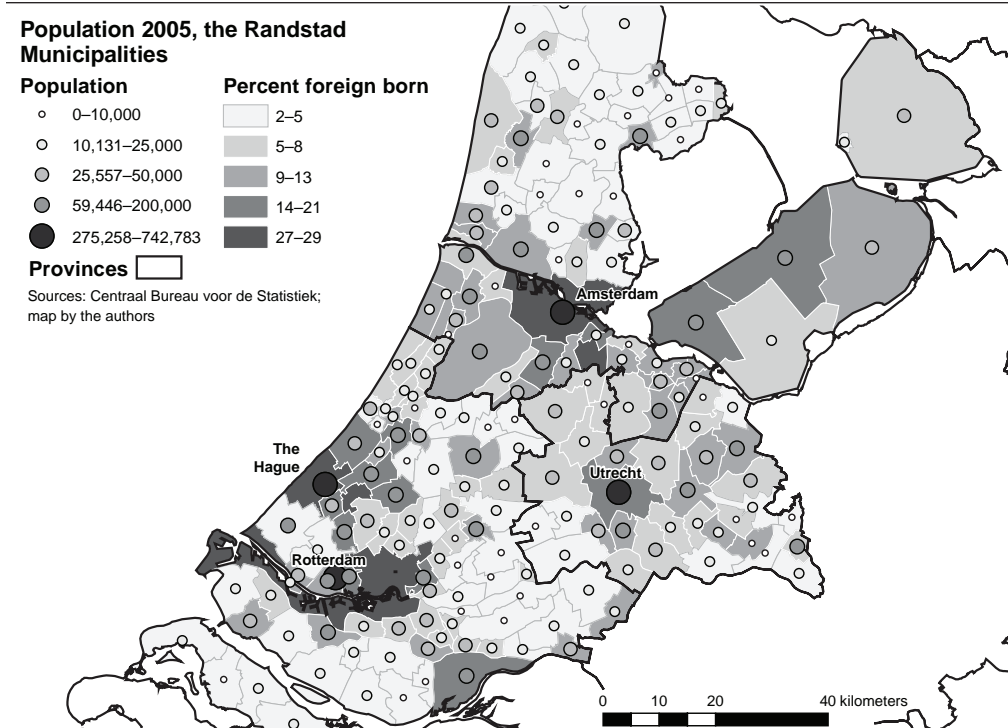 Population 2005, the Randstad
Municipalities
Population
0–10,000
10,131–25,000
25,557–50,000
59,446–200,000
275,258–742,783
Percent foreign born
2–5
5–8
9–13
14–21
27–29
Provinces
Sources: Centraal Bureau voor de Statistiek;
map by the authors
Amsterdam
The
Hague
Utrecht
Rotterdam
0 10 20 40 kilometers